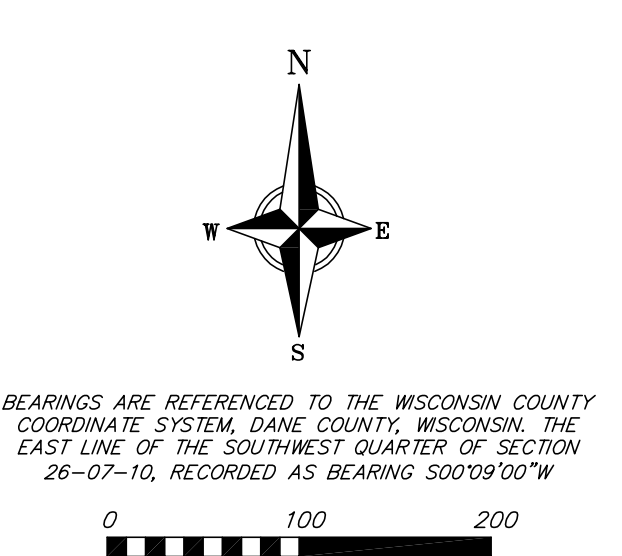 N
W E
S
BEARINGS ARE REFERENCED TO THE WISCONSIN COUNTY
COORDINATE SYSTEM, DANE COUNTY, WISCONSIN. THE
EAST LINE OF THE SOUTHWEST QUARTER OF SECTION
26-07-10, RECORDED AS BEARING S00°09'00"W
0 100 200